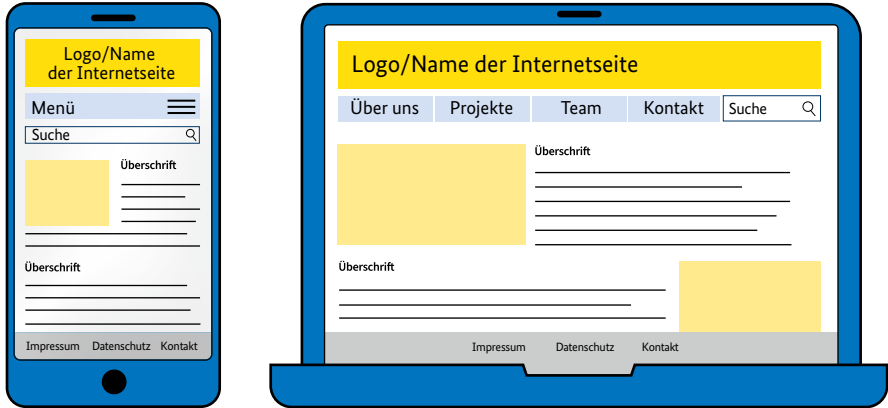 Logo/Name
der Internetseite
Menü
Suche
Überschrift
Überschrift
Impressum Datenschutz Kontakt
Logo/Name der Internetseite
Über uns Projekte Team Kontakt Suche
Überschrift
Überschrift
Impressum Datenschutz Kontakt